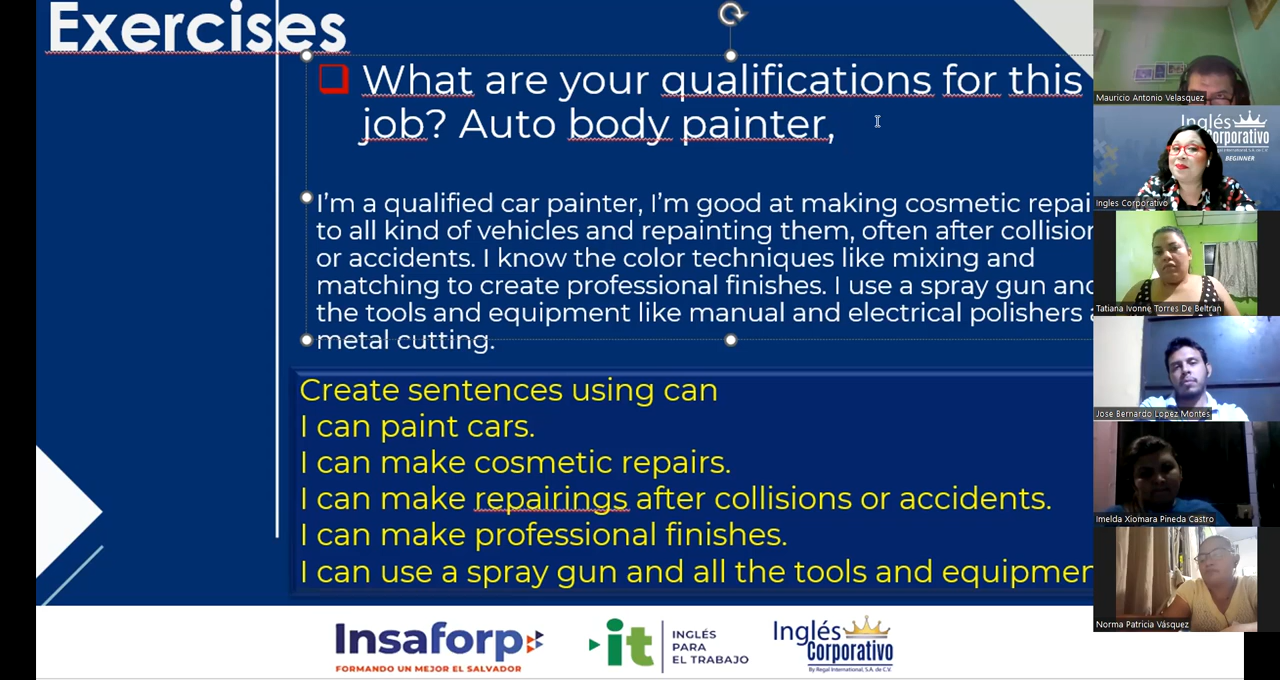 Exercises
What are your qualifications for this
job? Auto body painter,
I'm a qualified car painter, I'm good at making cosmetic repai
to all kind of vehicles and repainting them, often after collision
or accidents. I know the color techniques like mixing and
matching to create professional finishes. I use a spray gun and
the tools and equipment like manual and electrical polishers a
metal cutting.
Create sentences using can
I can paint cars.
I can make cosmetic repairs.
I can make repairings after collisions or accidents.
I can make professional finishes.
I can use a spray gun and all the tools and equipmen
Insaforp
FORMANDO UN MEJOR EL SALVADOR
it
INGLÉS
PARA
EL TRABAJO
Inglés
Corporativo
By Regal International, S.A. de C.V.
Mauricio Antonio Velasquez
Inglés
Corporativo
BEGINNER
Ingles Corporativo
Tatiana Ivonne Torres De Beltran
Jose Bernardo Lopez Montes
Imelda Xiomara Pineda Castro
Norma Patricia Vásquez